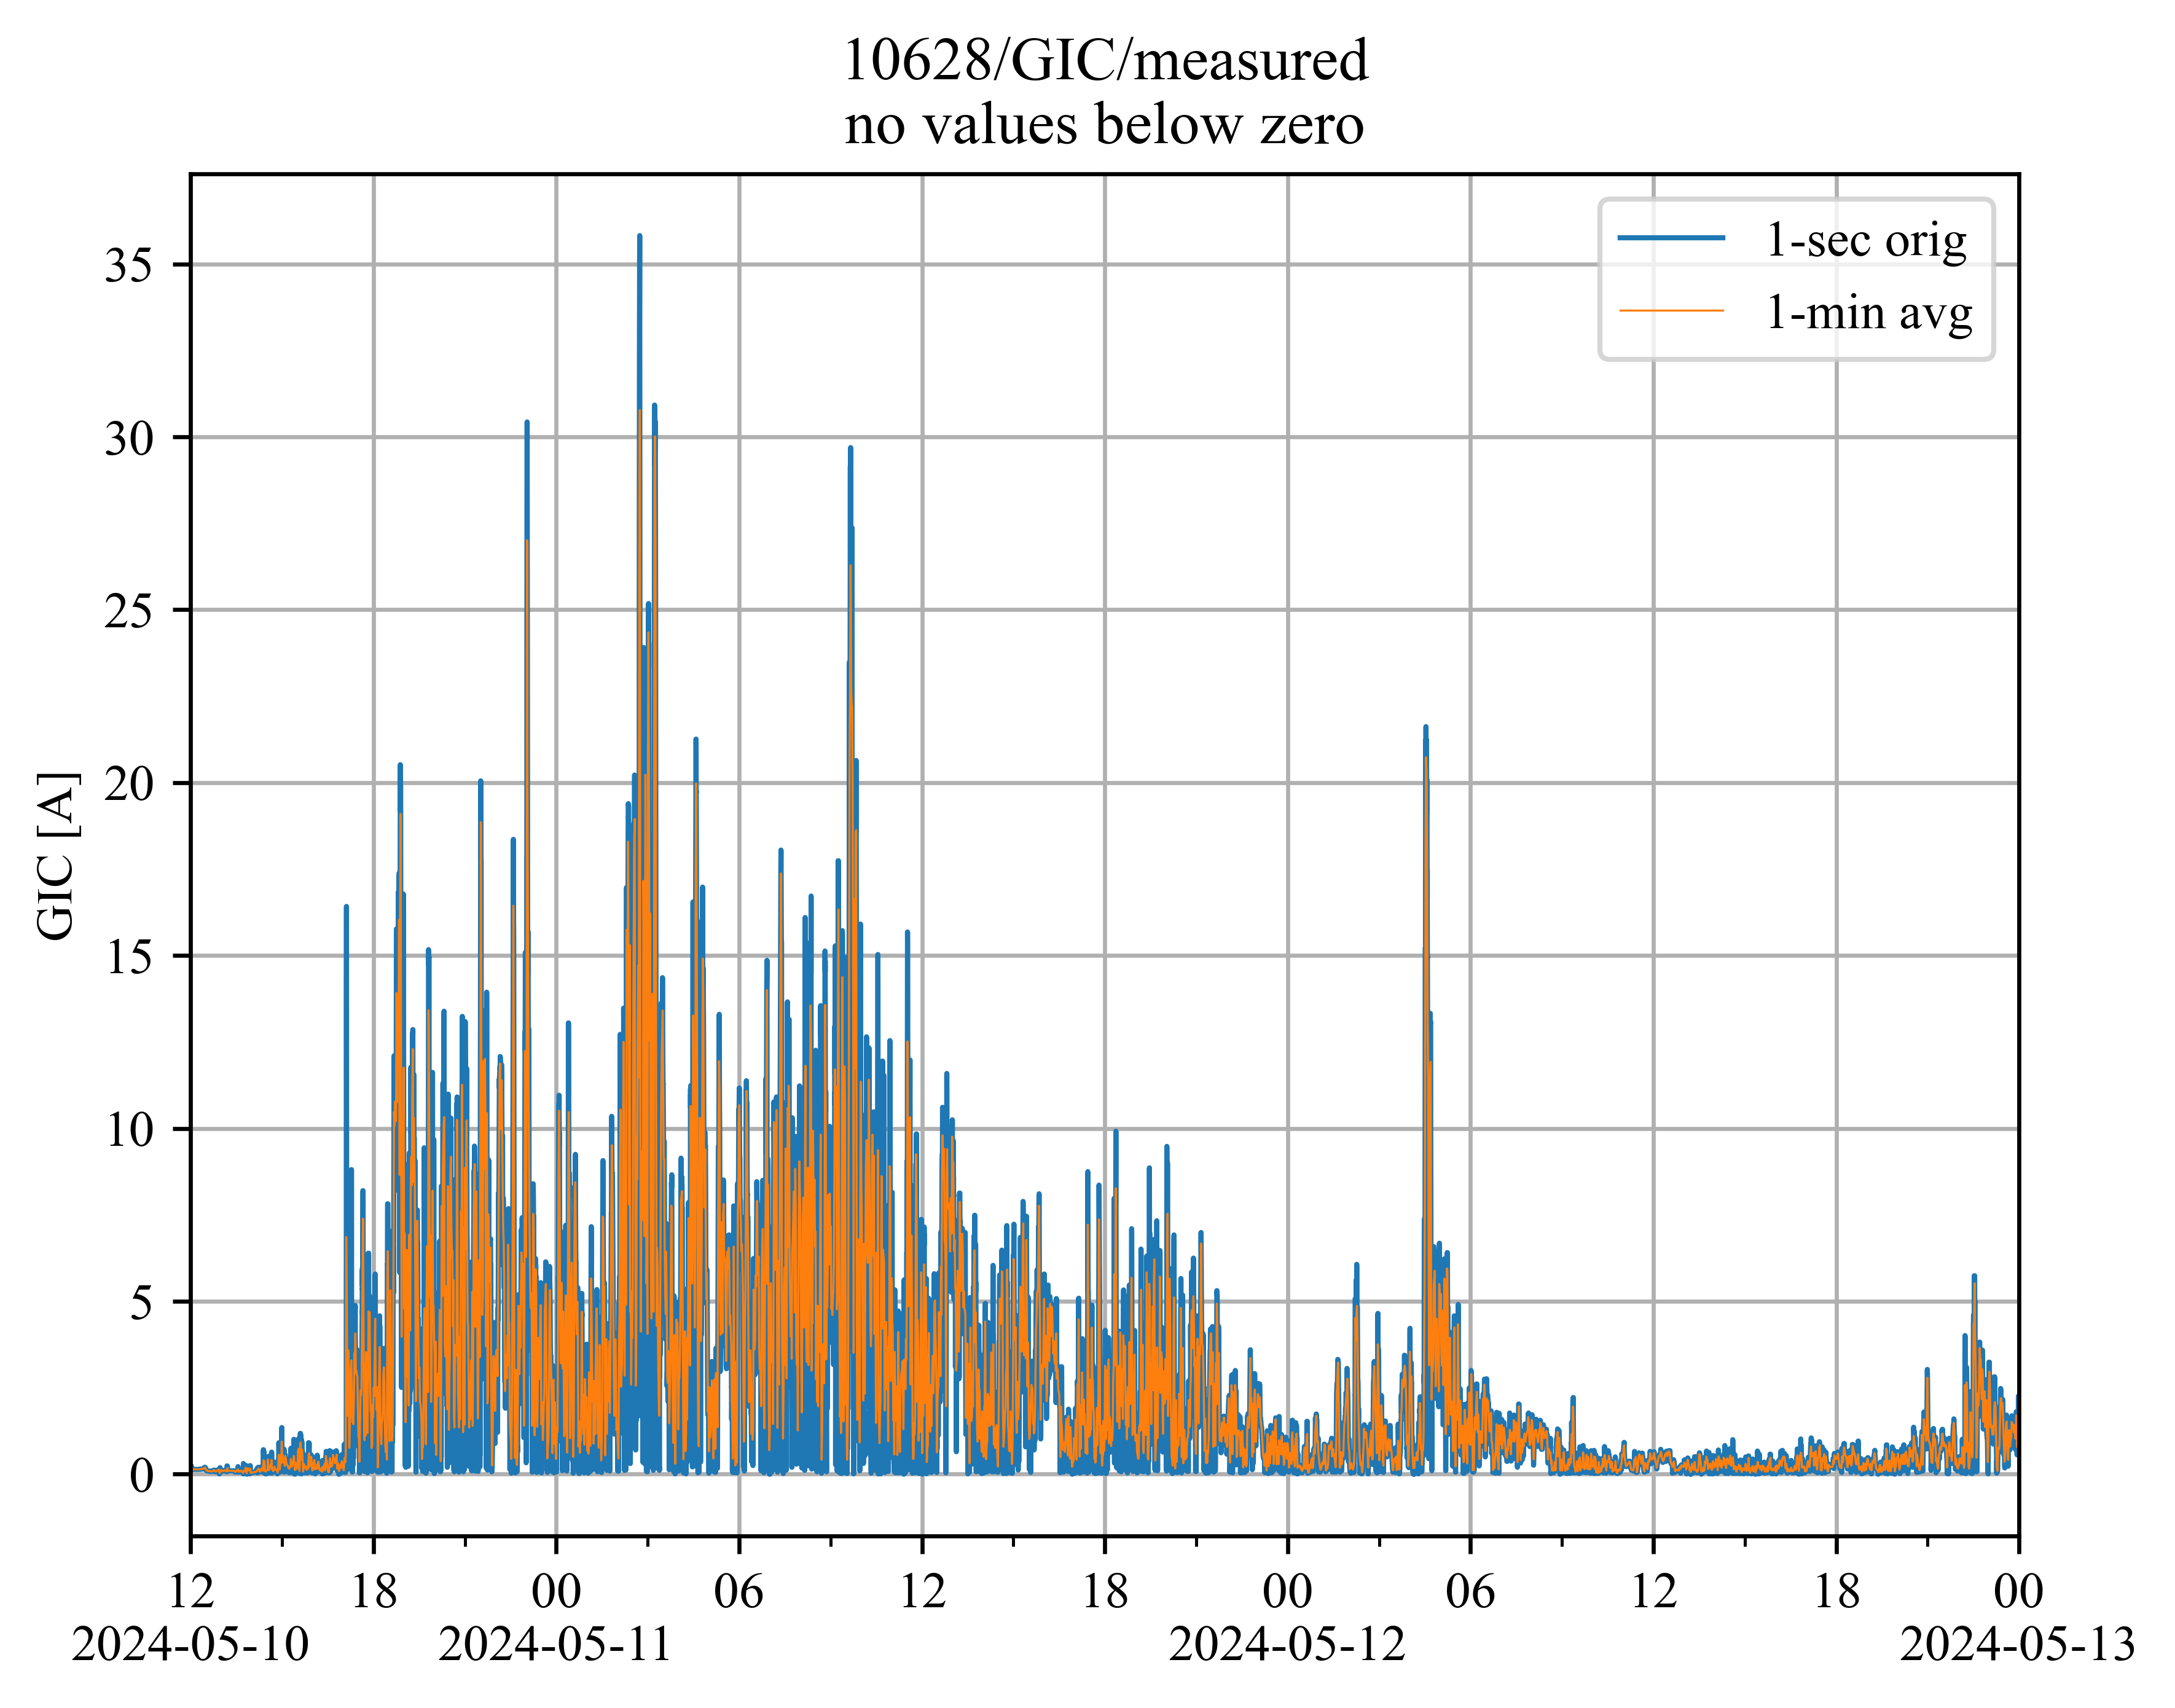 10628/GIC/measured
no values below zero
1-sec orig
1-min avg
GIC [A]
35
30
25
20
15
10
5
0
12 18 00 06 12 18 00 06 12 18 00
2024-05-10 2024-05-11 2024-05-12 2024-05-13